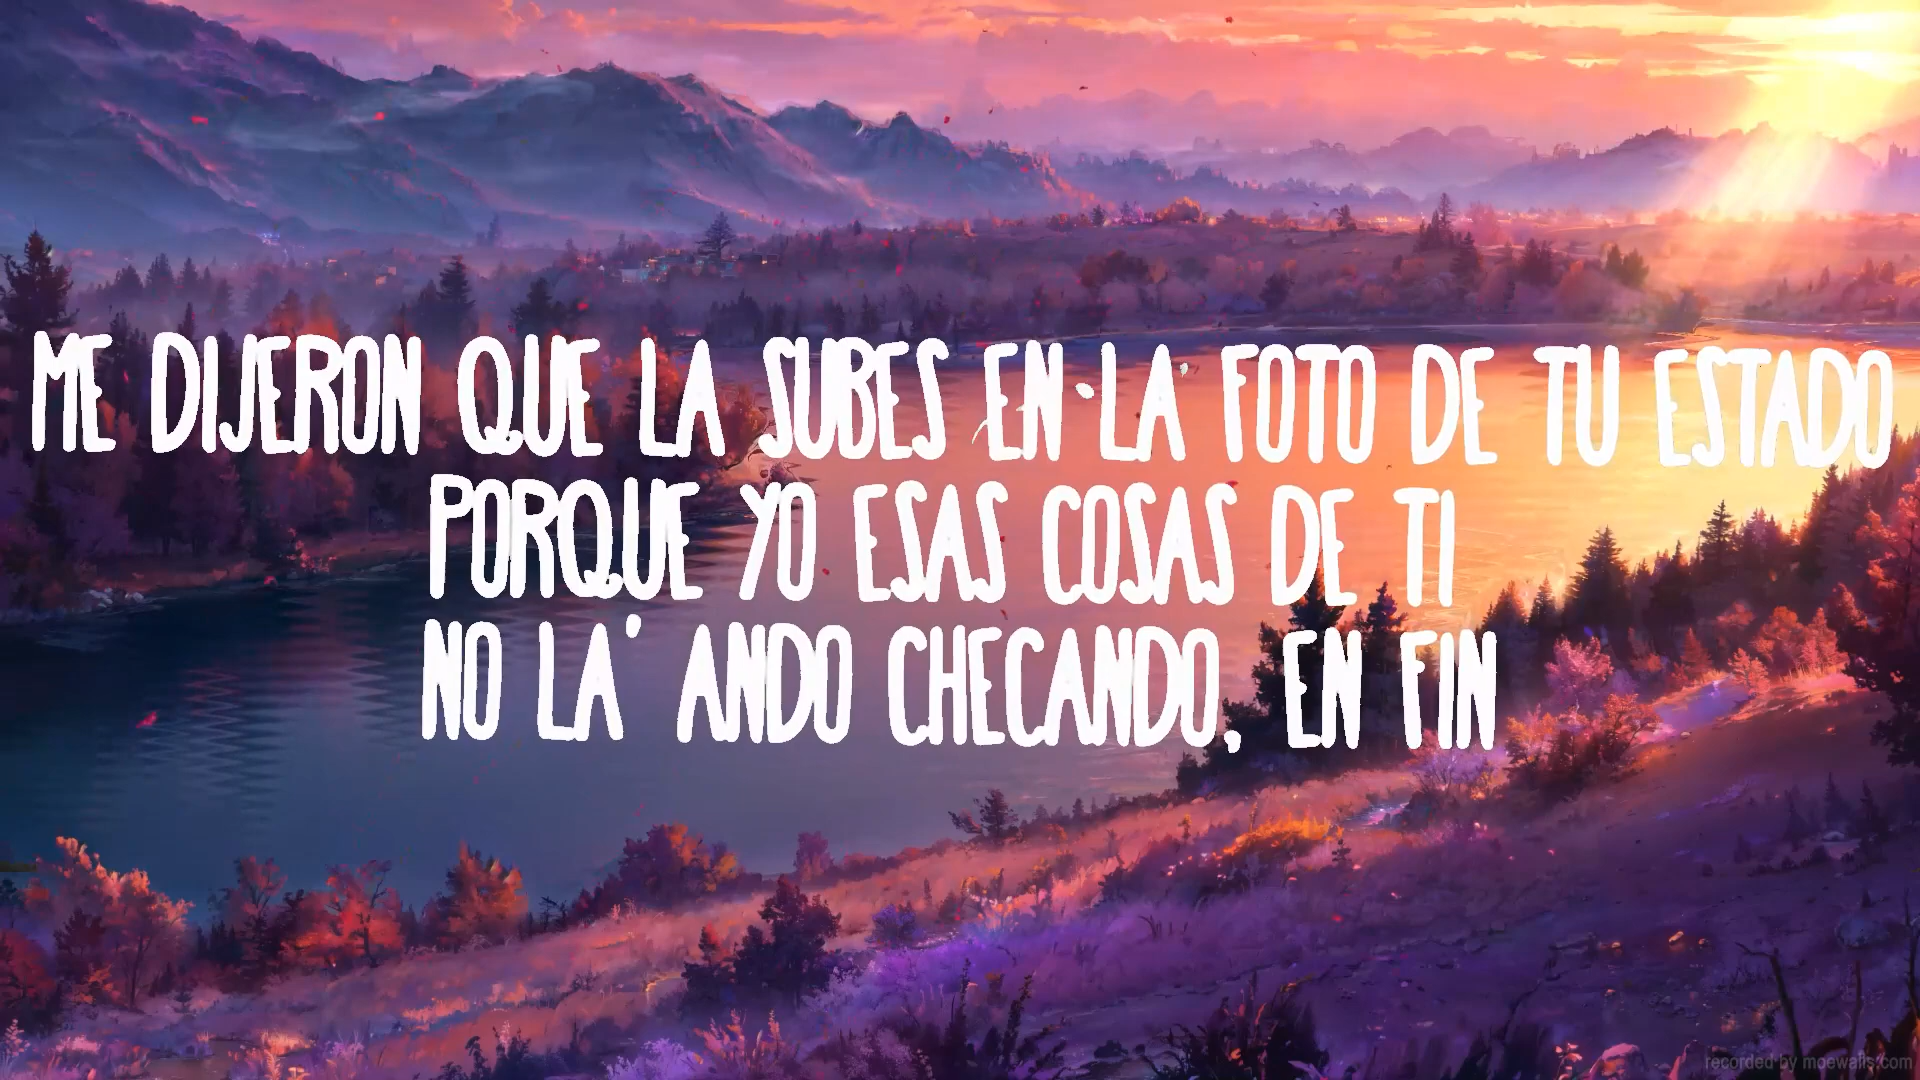 ME DIJERON QUE LA SUBES EN LA FOTO DE TU ESTADO
PORQUE YO ESAS COSAS DE TI
NO LA' ANDO CHECANDO, EN FIN
recorded by moewalls.com